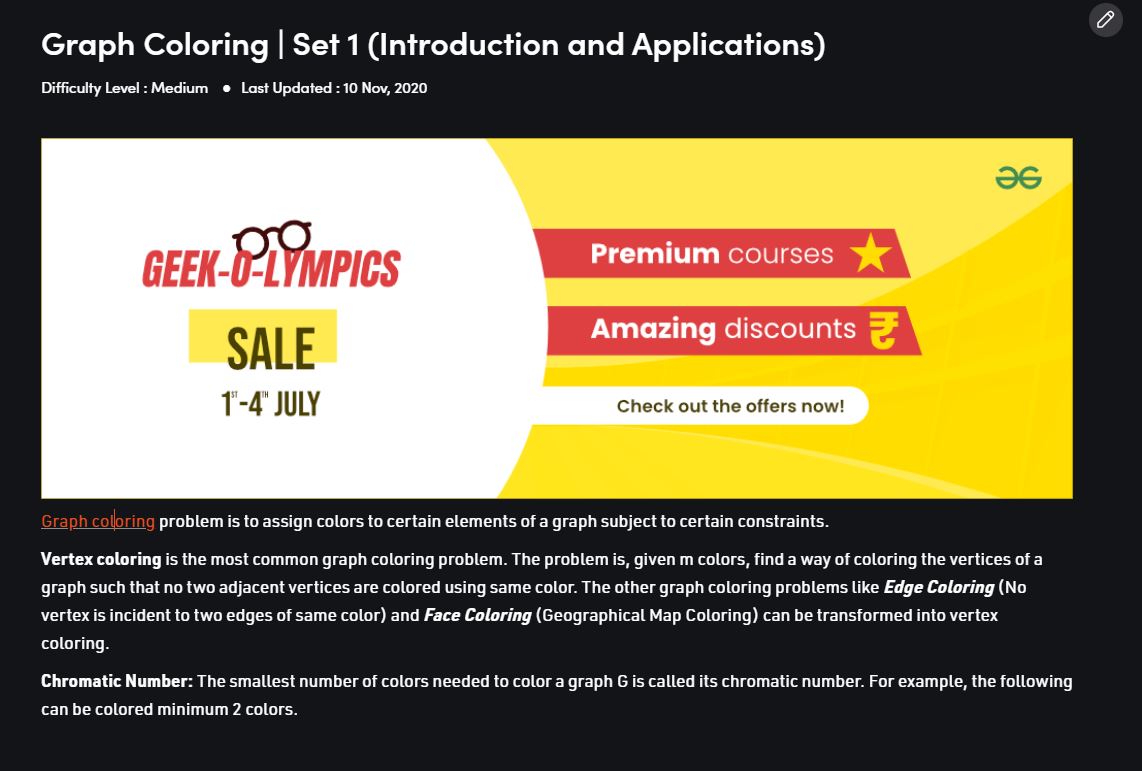 Graph Coloring | Set 1 (Introduction and Applications)
Difficulty Level : Medium ● Last Updated : 10 Nov, 2020
GEEK-O-LYMPICS
SALE
1ST-4TH JULY
Premium courses
Amazing discounts ₹
Check out the offers now!
Graph coloring problem is to assign colors to certain elements of a graph subject to certain constraints.
Vertex coloring is the most common graph coloring problem. The problem is, given m colors, find a way of coloring the vertices of a
graph such that no two adjacent vertices are colored using same color. The other graph coloring problems like Edge Coloring (No
vertex is incident to two edges of same color) and Face Coloring (Geographical Map Coloring) can be transformed into vertex
coloring.
Chromatic Number: The smallest number of colors needed to color a graph G is called its chromatic number. For example, the following
can be colored minimum 2 colors.